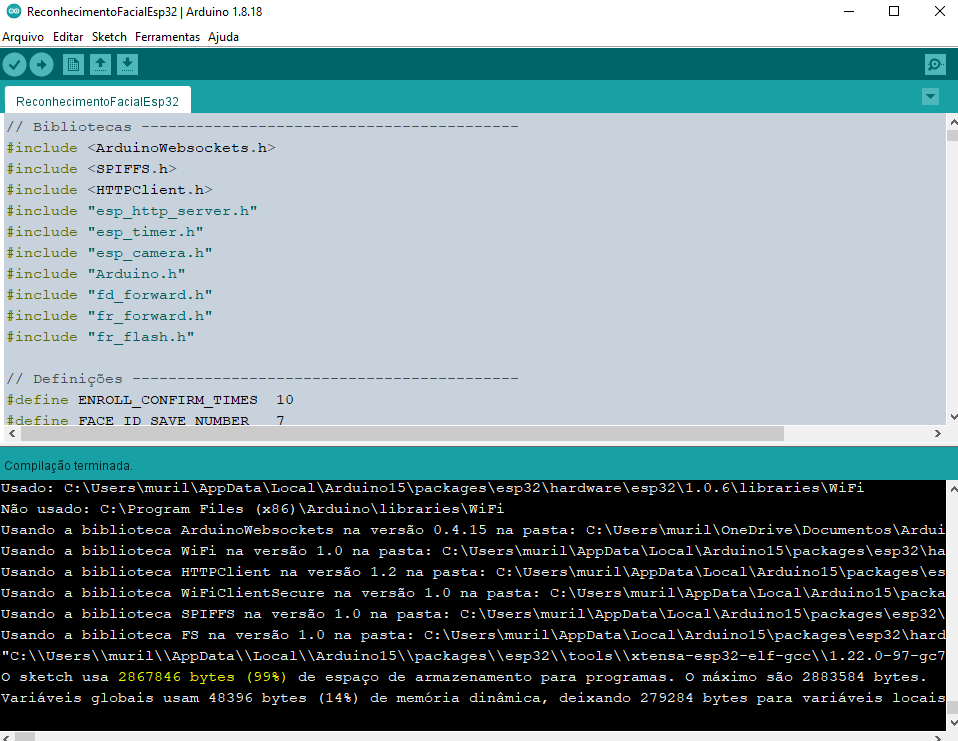 ReconhecimentoFacialEsp32 | Arduino 1.8.18
Arquivo Editar Sketch Ferramentas Ajuda
ReconhecimentoFacialEsp32
// Bibliotecas ------------------------------------------
#include <ArduinoWebsockets.h>
#include <SPIFFS.h>
#include <HTTPClient.h>
#include "esp_http_server.h"
#include "esp_timer.h"
#include "esp_camera.h"
#include "Arduino.h"
#include "fd_forward.h"
#include "fr_forward.h"
#include "fr_flash.h"
// Definições -------------------------------------------
#define ENROLL_CONFIRM_TIMES  10
#define FACE_ID_SAVE_NUMBER   7
Compilação terminada.
Usado: C:\Users\muril\AppData\Local\Arduino15\packages\esp32\hardware\esp32\1.0.6\libraries\WiFi
Não usado: C:\Program Files (x86)\Arduino\libraries\WiFi
Usando a biblioteca ArduinoWebsockets na versão 0.4.15 na pasta: C:\Users\muril\OneDrive\Documentos\Ardui
Usando a biblioteca WiFi na versão 1.0 na pasta: C:\Users\muril\AppData\Local\Arduino15\packages\esp32\ha
Usando a biblioteca HTTPClient na versão 1.2 na pasta: C:\Users\muril\AppData\Local\Arduino15\packages\es
Usando a biblioteca WiFiClientSecure na versão 1.0 na pasta: C:\Users\muril\AppData\Local\Arduino15\packa
Usando a biblioteca SPIFFS na versão 1.0 na pasta: C:\Users\muril\AppData\Local\Arduino15\packages\esp32\
Usando a biblioteca FS na versão 1.0 na pasta: C:\Users\muril\AppData\Local\Arduino15\packages\esp32\hard
"C:\\Users\\muril\\AppData\\Local\\Arduino15\\packages\\esp32\\tools\\xtensa-esp32-elf-gcc\\1.22.0-97-gc7
O sketch usa 2867846 bytes (99%) de espaço de armazenamento para programas. O máximo são 2883584 bytes.
Variáveis globais usam 48396 bytes (14%) de memória dinâmica, deixando 279284 bytes para variáveis locais